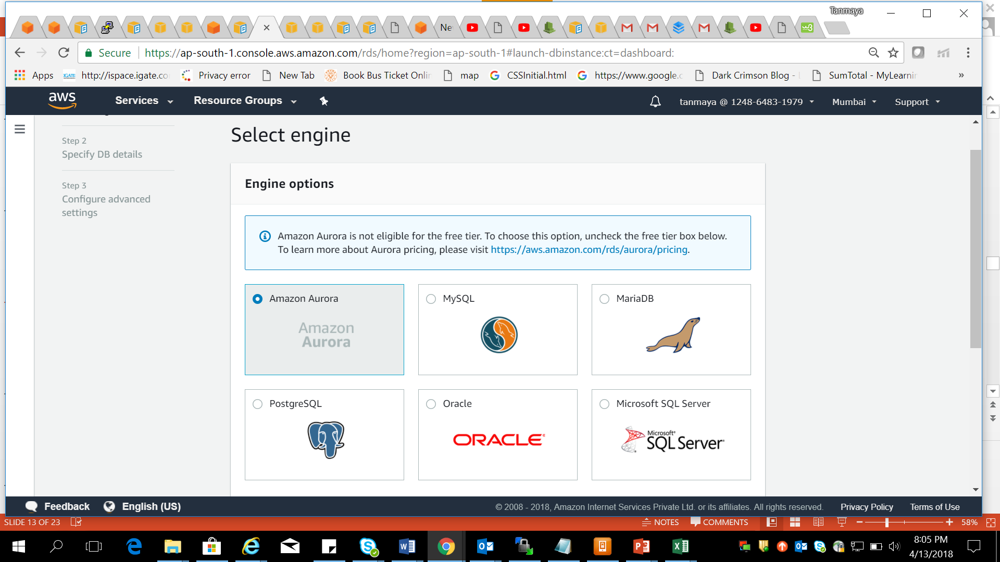 Tanmaya
Ne
Secure
https://ap-south-1.console.aws.amazon.com/rds/home?region=ap-south-1#launch-dbinstance:ct=dashboard:
Apps
IGATE
http://ispace.igate.co
Privacy error
New Tab
Book Bus Ticket Onli
map
CSSInitial.html
https://www.google.c
Dark Crimson Blog -
SumTotal - MyLearni
»
aws
Services
Resource Groups
tanmaya @ 1248-6483-1979
Mumbai
Support
Step 2
Specify DB details
Step 3
Configure advanced
settings
Select engine
Engine options
Amazon Aurora is not eligible for the free tier. To choose this option, uncheck the free tier box below.
To learn more about Aurora pricing, please visit https://aws.amazon.com/rds/aurora/pricing.
Amazon Aurora
Amazon
Aurora
MySQL
MariaDB
PostgreSQL
Oracle
ORACLE
Microsoft SQL Server
Microsoft®
SQL Server
Feedback
English (US)
© 2008 - 2018, Amazon Internet Services Private Ltd. or its affiliates. All rights reserved.
Privacy Policy
Terms of Use
SLIDE 13 OF 23
NOTES
COMMENTS
58%
8:05 PM
4/13/2018